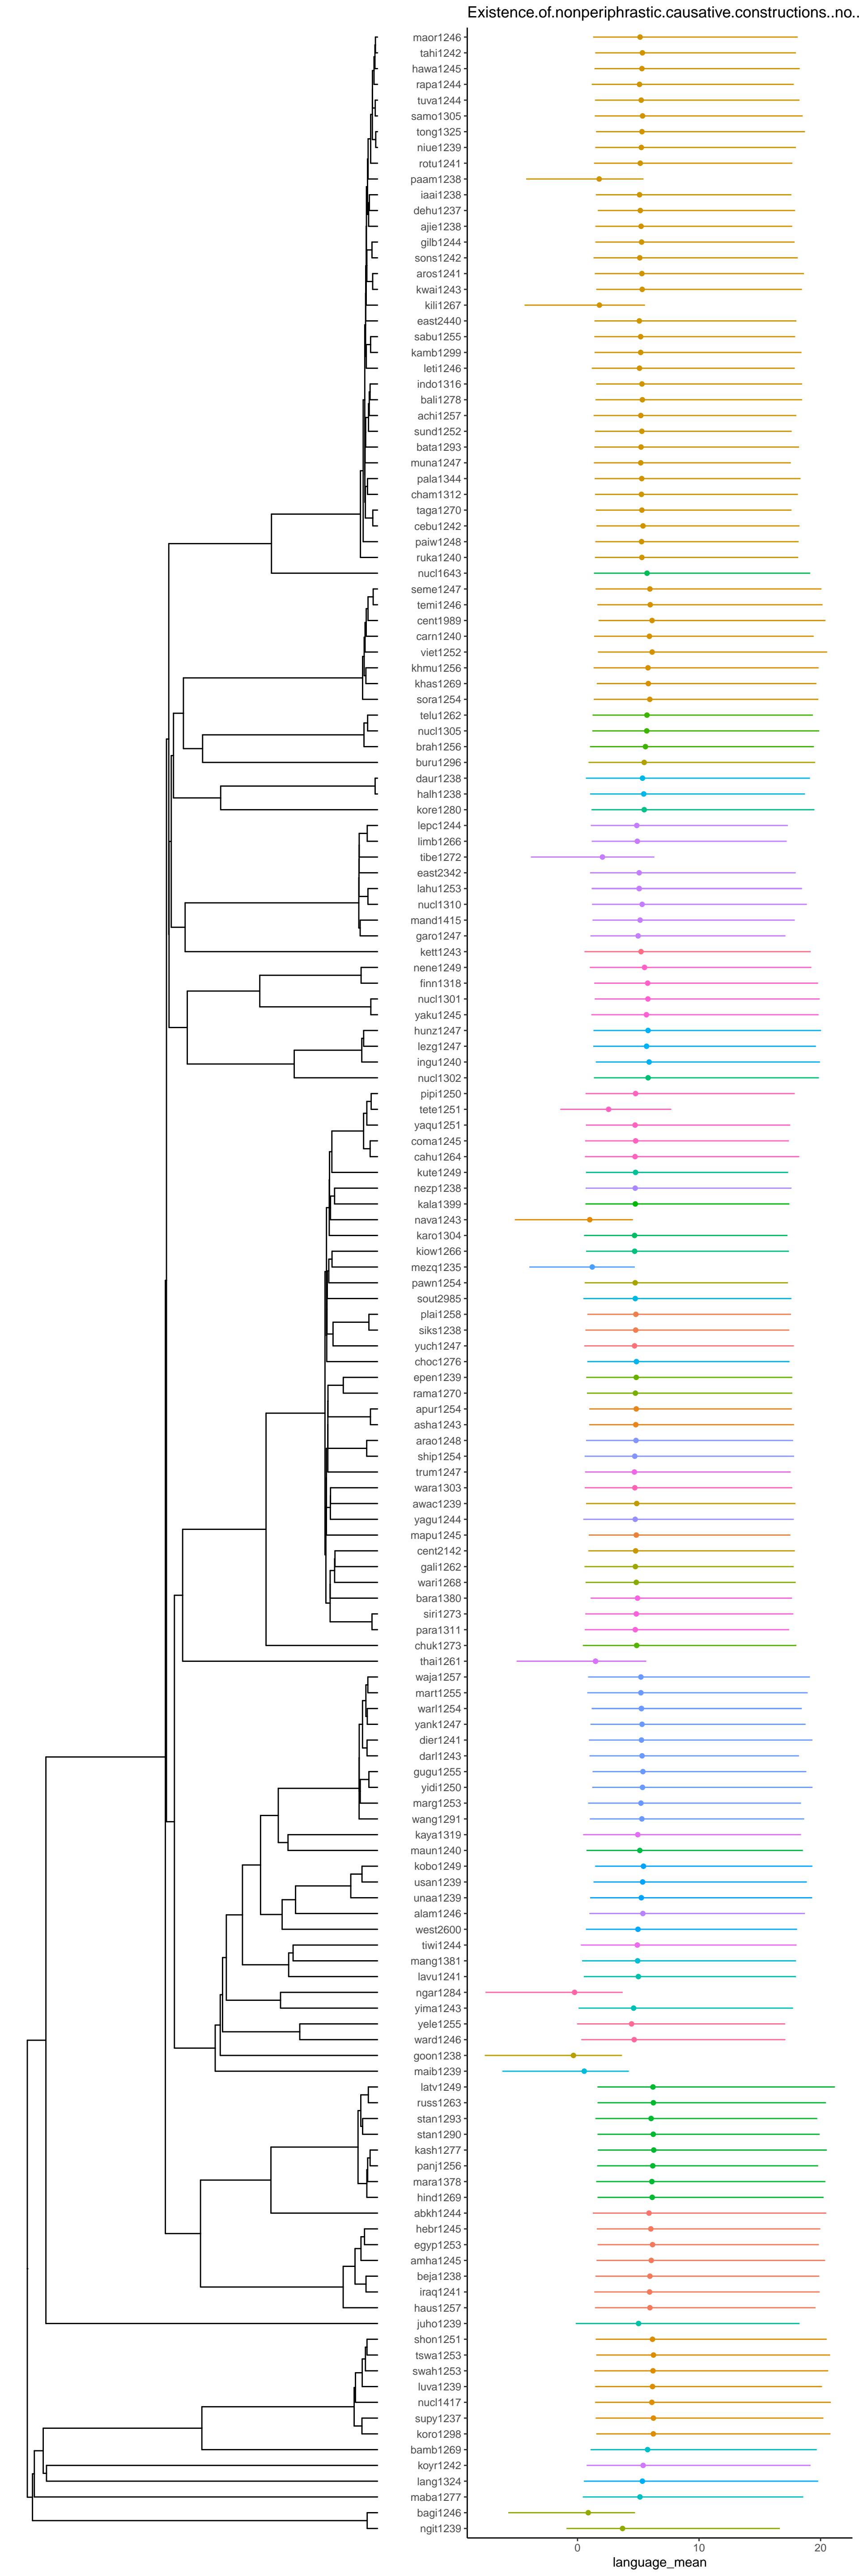 Existence.of.nonperiphrastic.causative.constructions..no..
maor1246
tahi1242
hawa1245
rapa1244
tuva1244
samo1305
tong1325
niue1239
rotu1241
paam1238
iaai1238
dehu1237
ajie1238
gilb1244
sons1242
aros1241
kwai1243
kili1267
east2440
sabu1255
kamb1299
leti1246
indo1316
bali1278
achi1257
sund1252
bata1293
muna1247
pala1344
cham1312
taga1270
cebu1242
paiw1248
ruka1240
nucl1643
seme1247
temi1246
cent1989
carn1240
viet1252
khmu1256
khas1269
sora1254
telu1262
nucl1305
brah1256
buru1296
daur1238
halh1238
kore1280
lepc1244
limb1266
tibe1272
east2342
lahu1253
nucl1310
mand1415
garo1247
kett1243
nene1249
finn1318
nucl1301
yaku1245
hunz1247
lezg1247
ingu1240
nucl1302
pipi1250
tete1251
yaqu1251
coma1245
cahu1264
kute1249
nezp1238
kala1399
nava1243
karo1304
kiow1266
mezq1235
pawn1254
sout2985
plai1258
siks1238
yuch1247
choc1276
epen1239
rama1270
apur1254
asha1243
arao1248
ship1254
trum1247
wara1303
awac1239
yagu1244
mapu1245
cent2142
gali1262
wari1268
bara1380
siri1273
para1311
chuk1273
thai1261
waja1257
mart1255
warl1254
yank1247
dier1241
darl1243
gugu1255
yidi1250
marg1253
wang1291
kaya1319
maun1240
kobo1249
usan1239
unaa1239
alam1246
west2600
tiwi1244
mang1381
lavu1241
ngar1284
yima1243
yele1255
ward1246
goon1238
maib1239
latv1249
russ1263
stan1293
stan1290
kash1277
panj1256
mara1378
hind1269
abkh1244
hebr1245
egyp1253
amha1245
beja1238
iraq1241
haus1257
juho1239
shon1251
tswa1253
swah1253
luva1239
nucl1417
supy1237
koro1298
bamb1269
koyr1242
lang1324
maba1277
bagi1246
ngit1239
0 10 20
language_mean